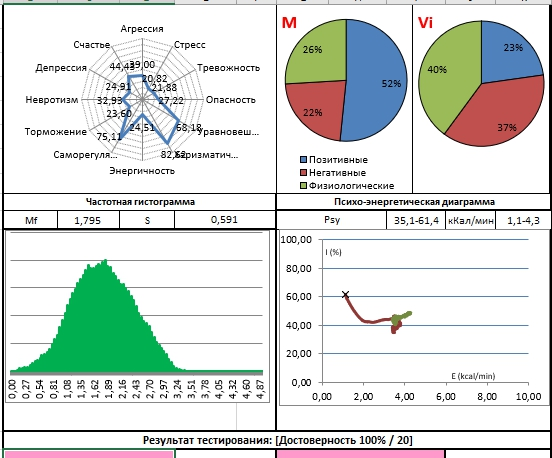 Агрессия
Стресс
Тревожность
Опасность
Уравновеш...
Харизматич...
Энергичность
Саморегуля...
Торможение
Невротизм
Депрессия
Счастье
39,00
20,82
21,88
27,22
68,18
82,62
24,51
75,11
23,60
32,93
24,91
44,43
M
26%
52%
22%
Vi
23%
40%
37%
Позитивные
Негативные
Физиологические
Частотная гистограмма
Mf 1,795 S 0,591
Психо-энергетическая диаграмма
Psy 35,1-61,4 кКал/мин 1,1-4,3
0,00 0,27 0,54 0,81 1,08 1,35 1,62 1,89 2,16 2,43 2,70 2,97 3,24 3,51 3,78 4,05 4,32 4,60 4,87
100,00
I (%)
80,00
60,00
40,00
20,00
0,00
E (kcal/min)
0,00 2,00 4,00 6,00 8,00 10,00
Результат тестирования: [Достоверность 100% / 20]